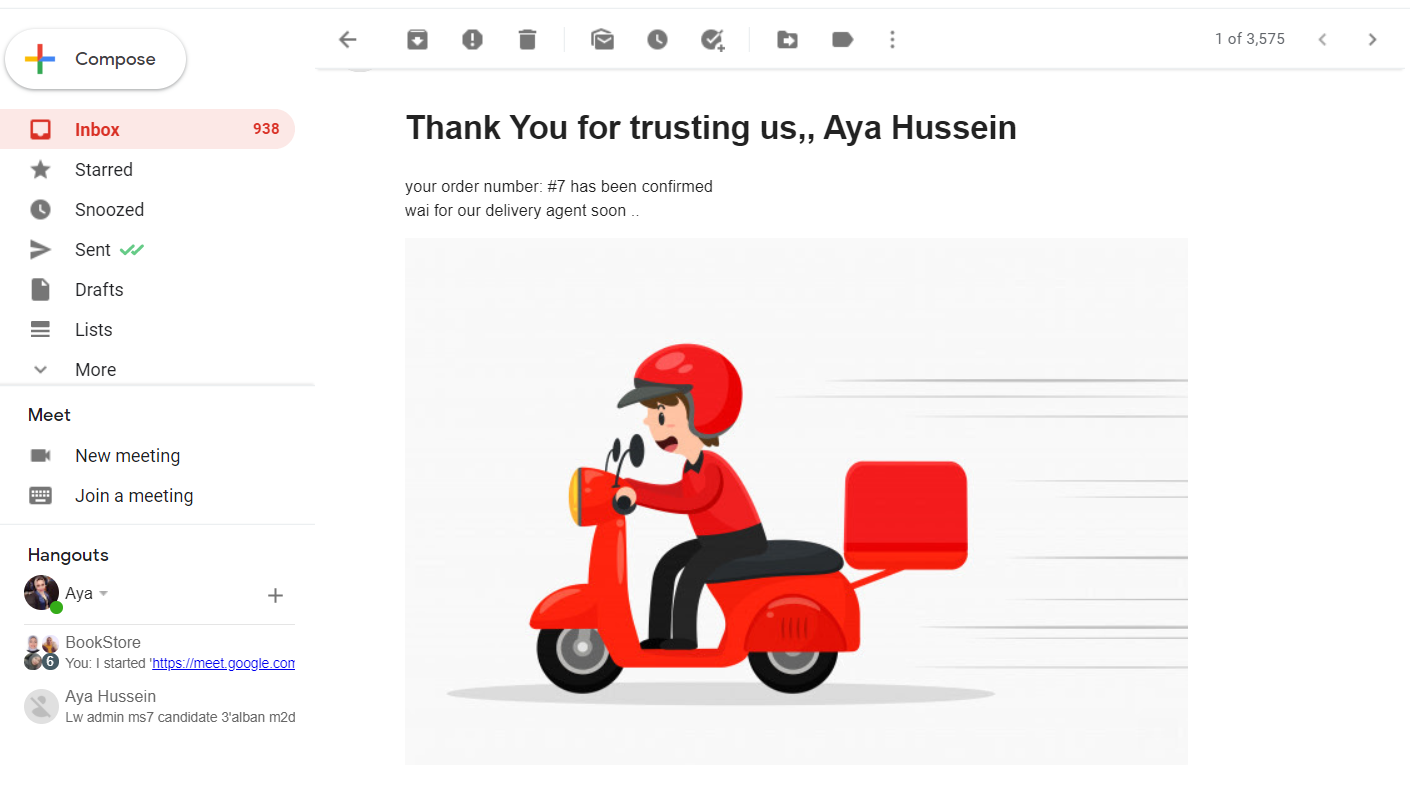 Compose
1 of 3,575
Inbox 938
Starred
Snoozed
Sent
Drafts
Lists
More
Meet
New meeting
Join a meeting
Hangouts
Aya
BookStore
6 You: I started 'https://meet.google.com
Aya Hussein
Lw admin ms7 candidate 3'alban m2d
Thank You for trusting us,, Aya Hussein
your order number: #7 has been confirmed
wai for our delivery agent soon ..